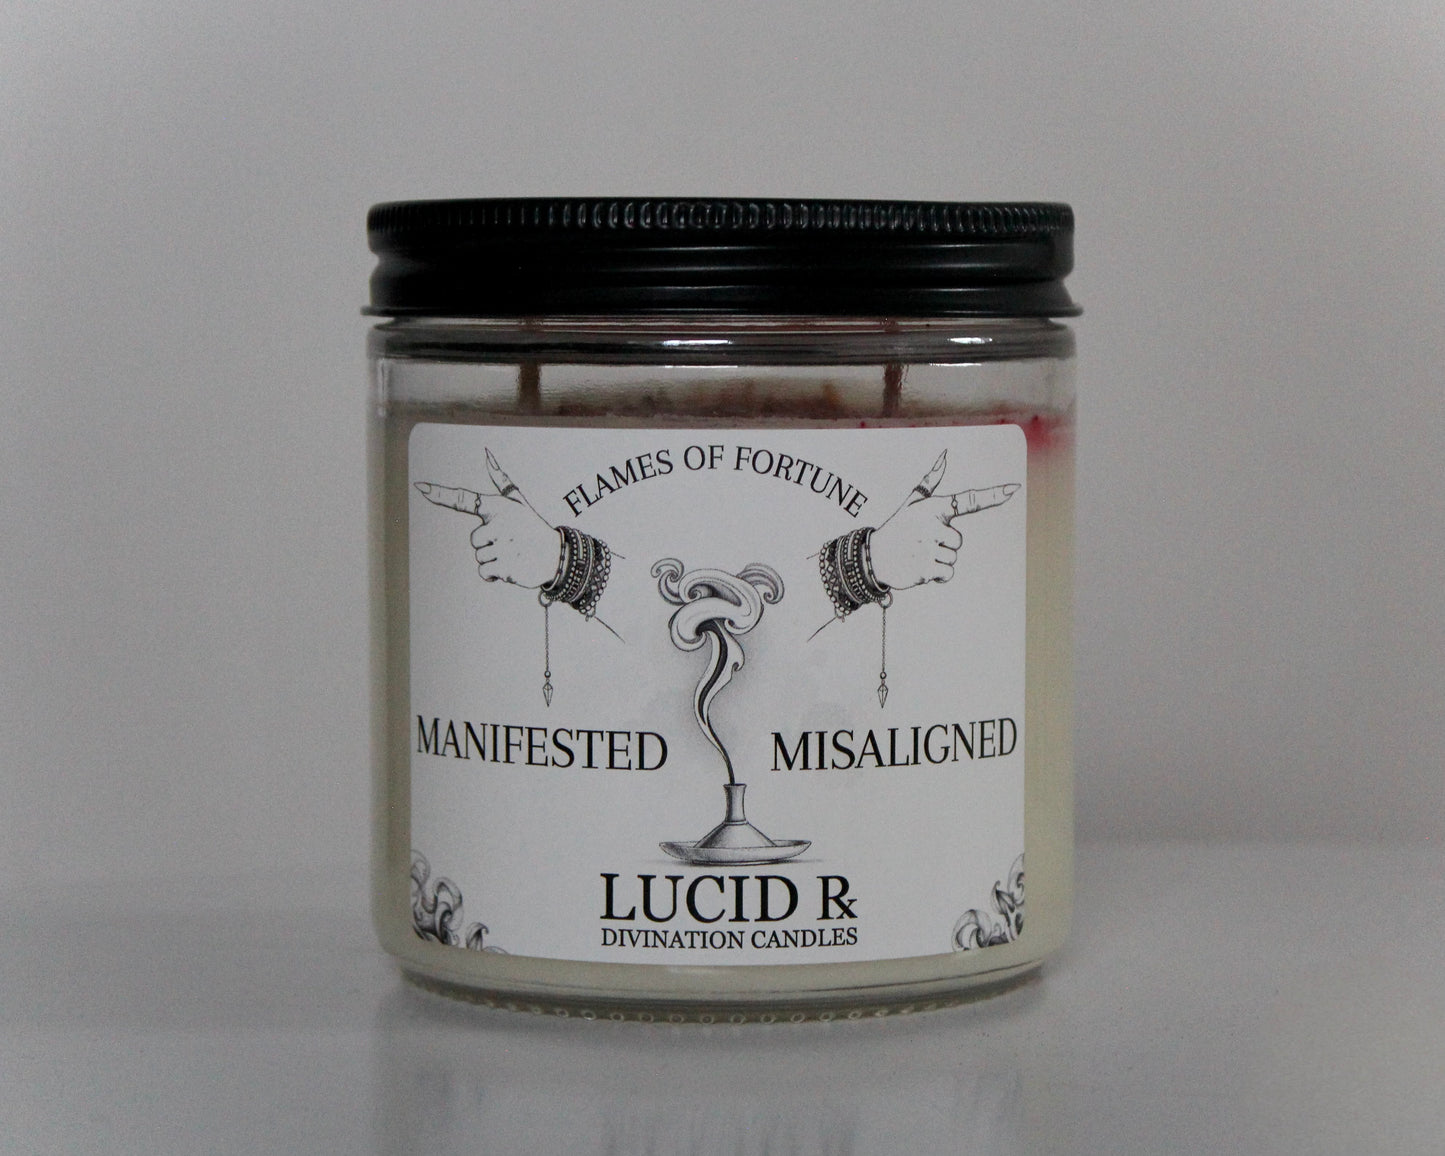 FLAMES OF FORTUNE
MANIFESTED
MISALIGNED
LUCID ℞
DIVINATION CANDLES